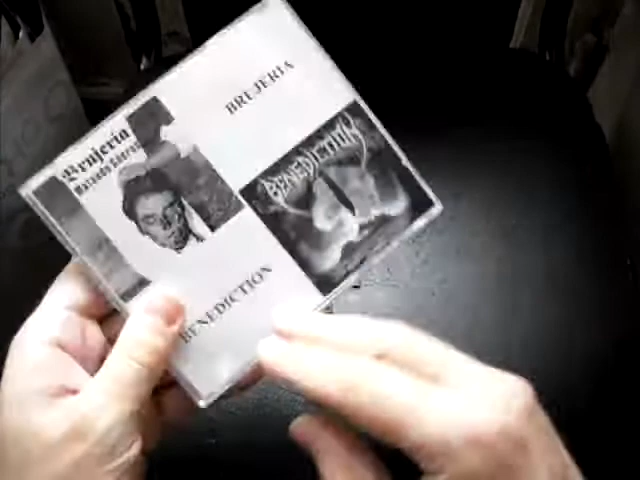 BRUJERIA
Brujeria
Matando Güeros
BENEDICTION
BENEDICTION